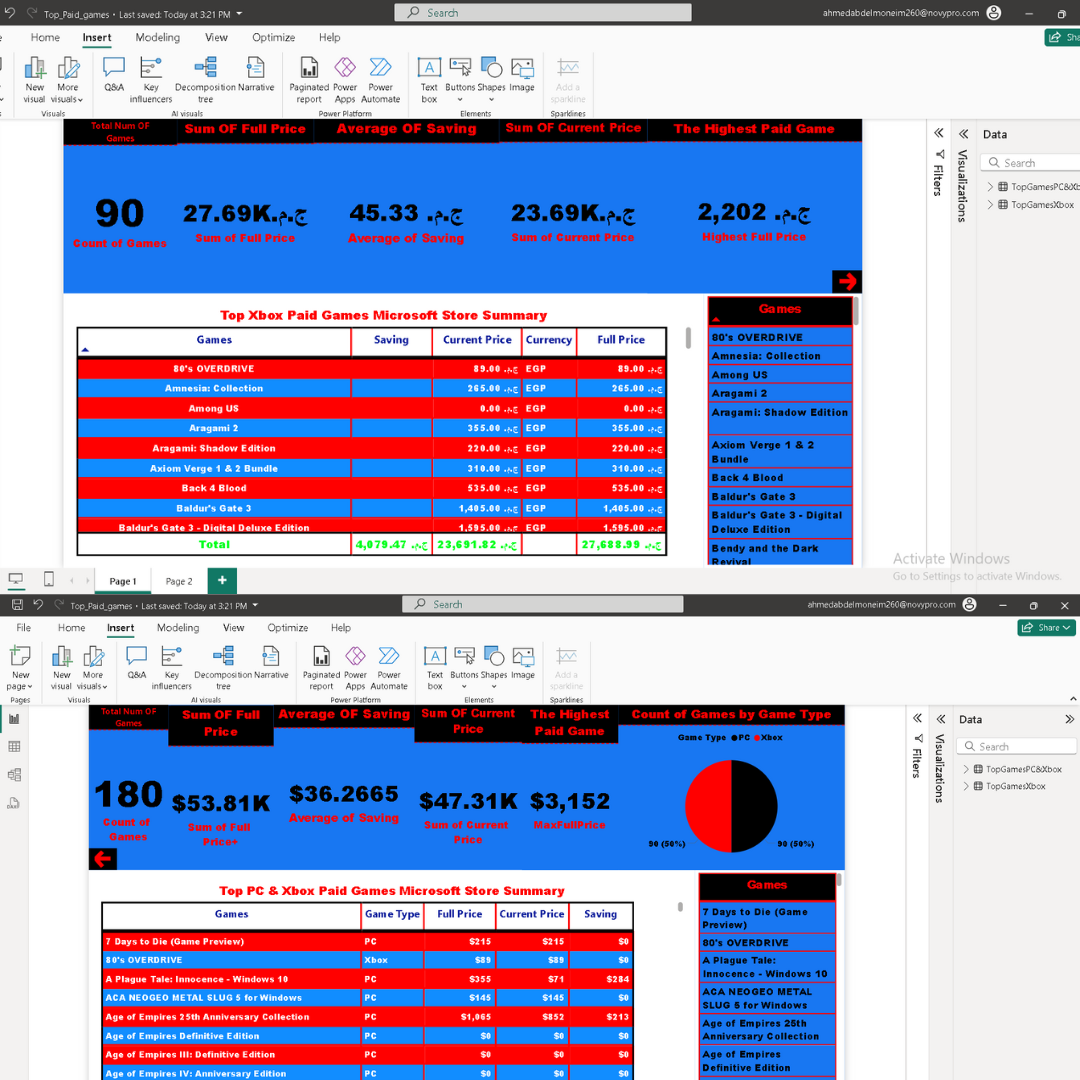 Top_Paid_games • Last saved: Today at 3:21 PM
Search
ahmedabdelmoneim260@novypro.com
Home Insert Modeling View Optimize Help
Sha
New visual
More visuals
Q&A
Key influencers
Decomposition tree
Narrative
Paginated report
Power Apps
Power Automate
Text box
Buttons
Shapes
Image
Add a sparkline
Visuals
AI visuals
Power Platform
Elements
Sparklines
Total Num OF Games
Sum OF Full Price
Average OF Saving
Sum OF Current Price
The Highest Paid Game
90
Count of Games
27.69K ج.م.
Sum of Full Price
45.33 ج.م.
Average of Saving
23.69K ج.م.
Sum of Current Price
2,202 ج.م.
Highest Full Price
Filters
Visualizations
Data
Search
TopGamesPC&Xb
TopGamesXbox
Top Xbox Paid Games Microsoft Store Summary
Games Saving Current Price Currency Full Price
80's OVERDRIVE 89.00 ج.م. EGP 89.00 ج.م.
Amnesia: Collection 265.00 ج.م. EGP 265.00 ج.م.
Among US 0.00 ج.م. EGP 0.00 ج.م.
Aragami 2 355.00 ج.م. EGP 355.00 ج.م.
Aragami: Shadow Edition 220.00 ج.م. EGP 220.00 ج.م.
Axiom Verge 1 & 2 Bundle 310.00 ج.م. EGP 310.00 ج.م.
Back 4 Blood 535.00 ج.م. EGP 535.00 ج.م.
Baldur's Gate 3 1,405.00 ج.م. EGP 1,405.00 ج.م.
Baldur's Gate 3 - Digital Deluxe Edition 1,595.00 ج.م. EGP 1,595.00 ج.م.
Total 4,079.47 ج.م. 23,691.82 ج.م. 27,688.99 ج.م.
Games
80's OVERDRIVE
Amnesia: Collection
Among US
Aragami 2
Aragami: Shadow Edition
Axiom Verge 1 & 2
Bundle
Back 4 Blood
Baldur's Gate 3
Baldur's Gate 3 - Digital
Deluxe Edition
Bendy and the Dark
Revival
Activate Windows
Go to Settings to activate Windows.
Page 1 Page 2 +
Top_Paid_games • Last saved: Today at 3:21 PM
Search
ahmedabdelmoneim260@novypro.com
File Home Insert Modeling View Optimize Help
Share
New page
New visual
More visuals
Q&A
Key influencers
Decomposition tree
Narrative
Paginated report
Power Apps
Power Automate
Text box
Buttons
Shapes
Image
Add a sparkline
Pages
Visuals
AI visuals
Power Platform
Elements
Sparklines
Total Num OF Games
Sum OF Full Price
Average OF Saving
Sum OF Current Price
The Highest Paid Game
Count of Games by Game Type
Game Type PC Xbox
180
Count of Games
$53.81K
Sum of Full Price+
$36.2665
Average of Saving
$47.31K
Sum of Current Price
$3,152
MaxFullPrice
90 (50%)
90 (50%)
Filters
Visualizations
Data
Search
TopGamesPC&Xbox
TopGamesXbox
Top PC & Xbox Paid Games Microsoft Store Summary
Games Game Type Full Price Current Price Saving
7 Days to Die (Game Preview) PC $215 $215 $0
80's OVERDRIVE Xbox $89 $89 $0
A Plague Tale: Innocence - Windows 10 PC $355 $71 $284
ACA NEOGEO METAL SLUG 5 for Windows PC $145 $145 $0
Age of Empires 25th Anniversary Collection PC $1,065 $852 $213
Age of Empires Definitive Edition PC $0 $0 $0
Age of Empires III: Definitive Edition PC $0 $0 $0
Age of Empires IV: Anniversary Edition PC $0 $0 $0
Games
7 Days to Die (Game
Preview)
80's OVERDRIVE
A Plague Tale:
Innocence - Windows 10
ACA NEOGEO METAL
SLUG 5 for Windows
Age of Empires 25th
Anniversary Collection
Age of Empires
Definitive Edition